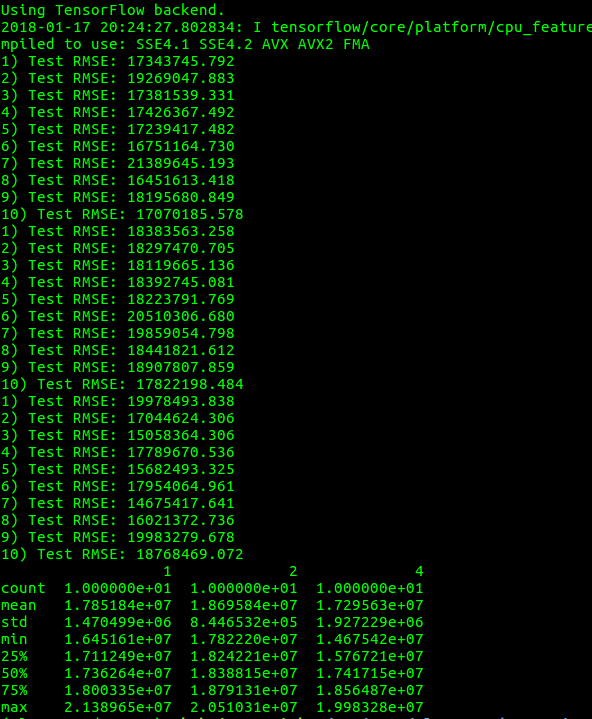 Using TensorFlow backend.
2018-01-17 20:24:27.802834: I tensorflow/core/platform/cpu_feature
mpiled to use: SSE4.1 SSE4.2 AVX AVX2 FMA
1) Test RMSE: 17343745.792
2) Test RMSE: 19269047.883
3) Test RMSE: 17381539.331
4) Test RMSE: 17426367.492
5) Test RMSE: 17239417.482
6) Test RMSE: 16751164.730
7) Test RMSE: 21389645.193
8) Test RMSE: 16451613.418
9) Test RMSE: 18195680.849
10) Test RMSE: 17070185.578
1) Test RMSE: 18383563.258
2) Test RMSE: 18297470.705
3) Test RMSE: 18119665.136
4) Test RMSE: 18392745.081
5) Test RMSE: 18223791.769
6) Test RMSE: 20510306.680
7) Test RMSE: 19859054.798
8) Test RMSE: 18441821.612
9) Test RMSE: 18907807.859
10) Test RMSE: 17822198.484
1) Test RMSE: 19978493.838
2) Test RMSE: 17044624.306
3) Test RMSE: 15058364.306
4) Test RMSE: 17789670.536
5) Test RMSE: 15682493.325
6) Test RMSE: 17954064.961
7) Test RMSE: 14675417.641
8) Test RMSE: 16021372.736
9) Test RMSE: 19983279.678
10) Test RMSE: 18768469.072
1 2 4
count 1.000000e+01 1.000000e+01 1.000000e+01
mean 1.785184e+07 1.869584e+07 1.729563e+07
std 1.470499e+06 8.446532e+05 1.927229e+06
min 1.645161e+07 1.782220e+07 1.467542e+07
25% 1.711249e+07 1.824221e+07 1.576721e+07
50% 1.736264e+07 1.838815e+07 1.741715e+07
75% 1.800335e+07 1.879131e+07 1.856487e+07
max 2.138965e+07 2.051031e+07 1.998328e+07